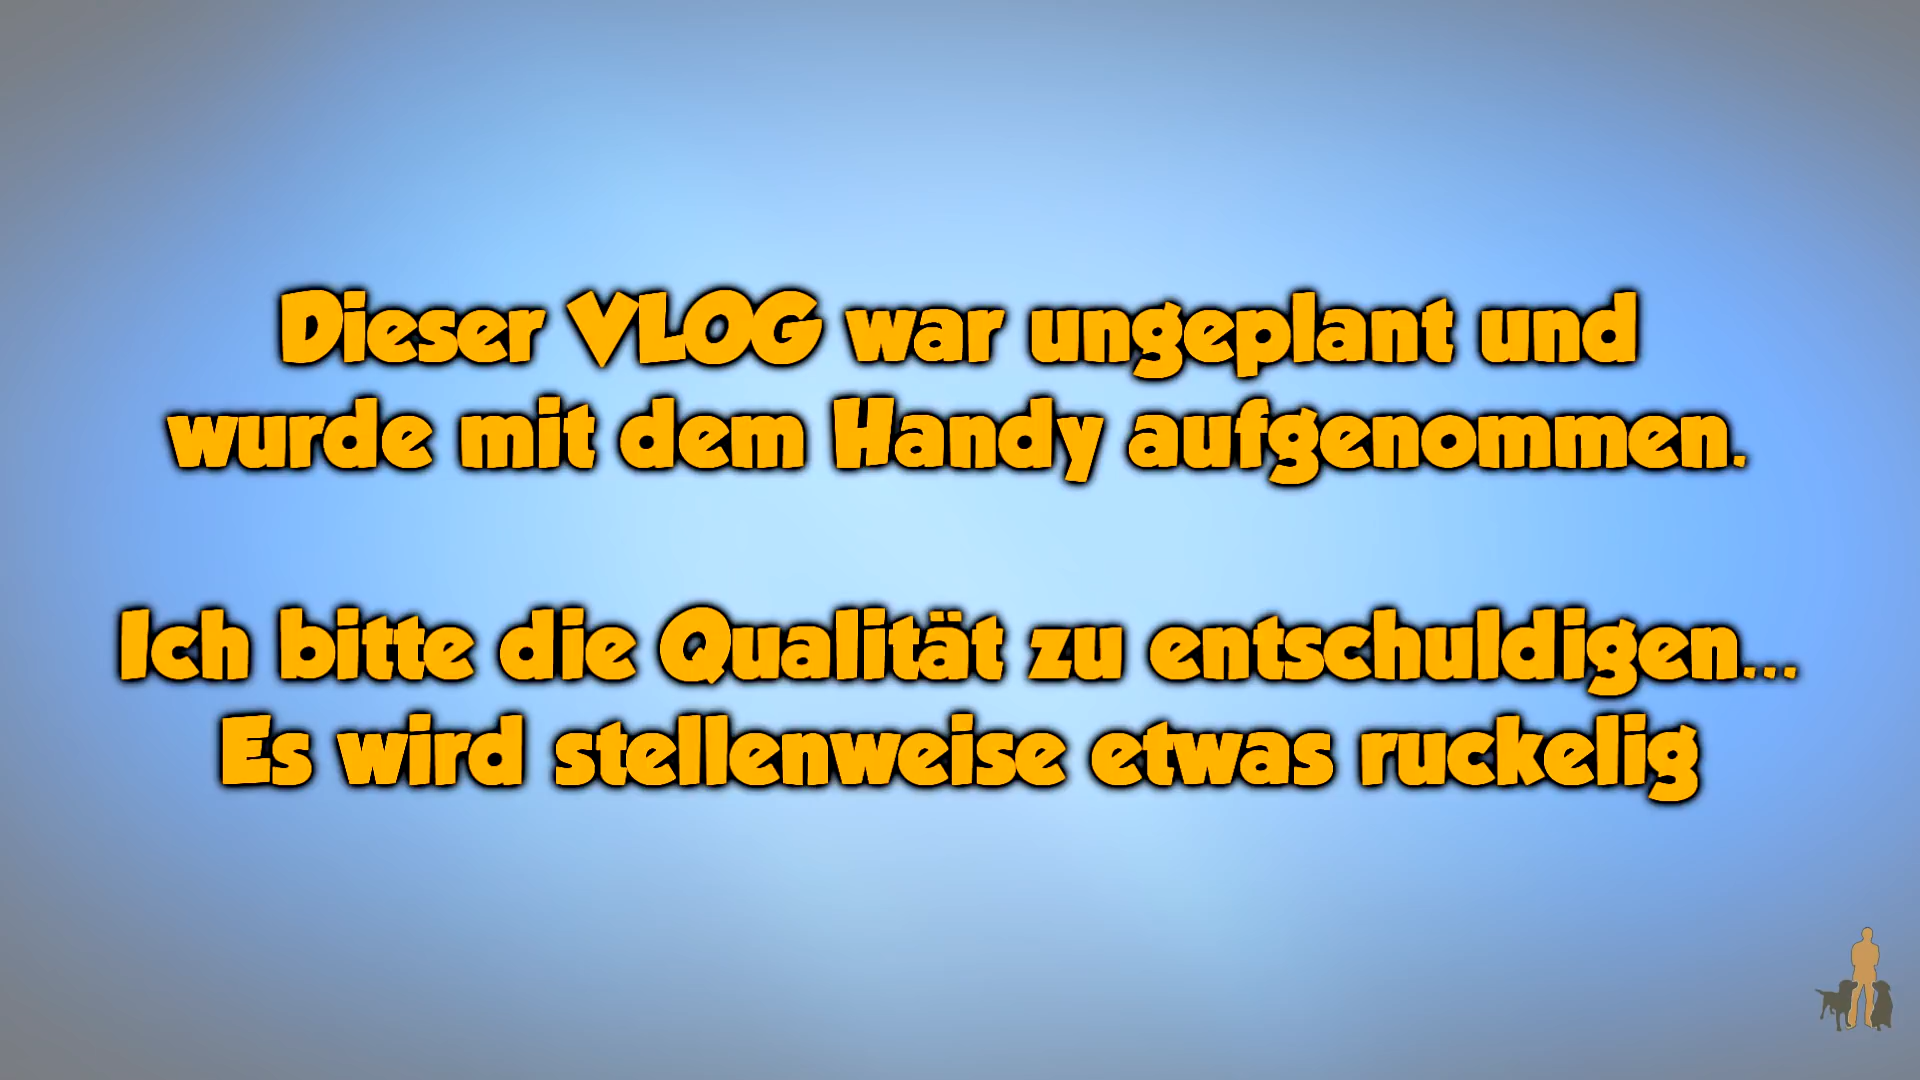 Dieser VLOG war ungeplant und
wurde mit dem Handy aufgenommen.
Ich bitte die Qualität zu entschuldigen...
Es wird stellenweise etwas ruckelig